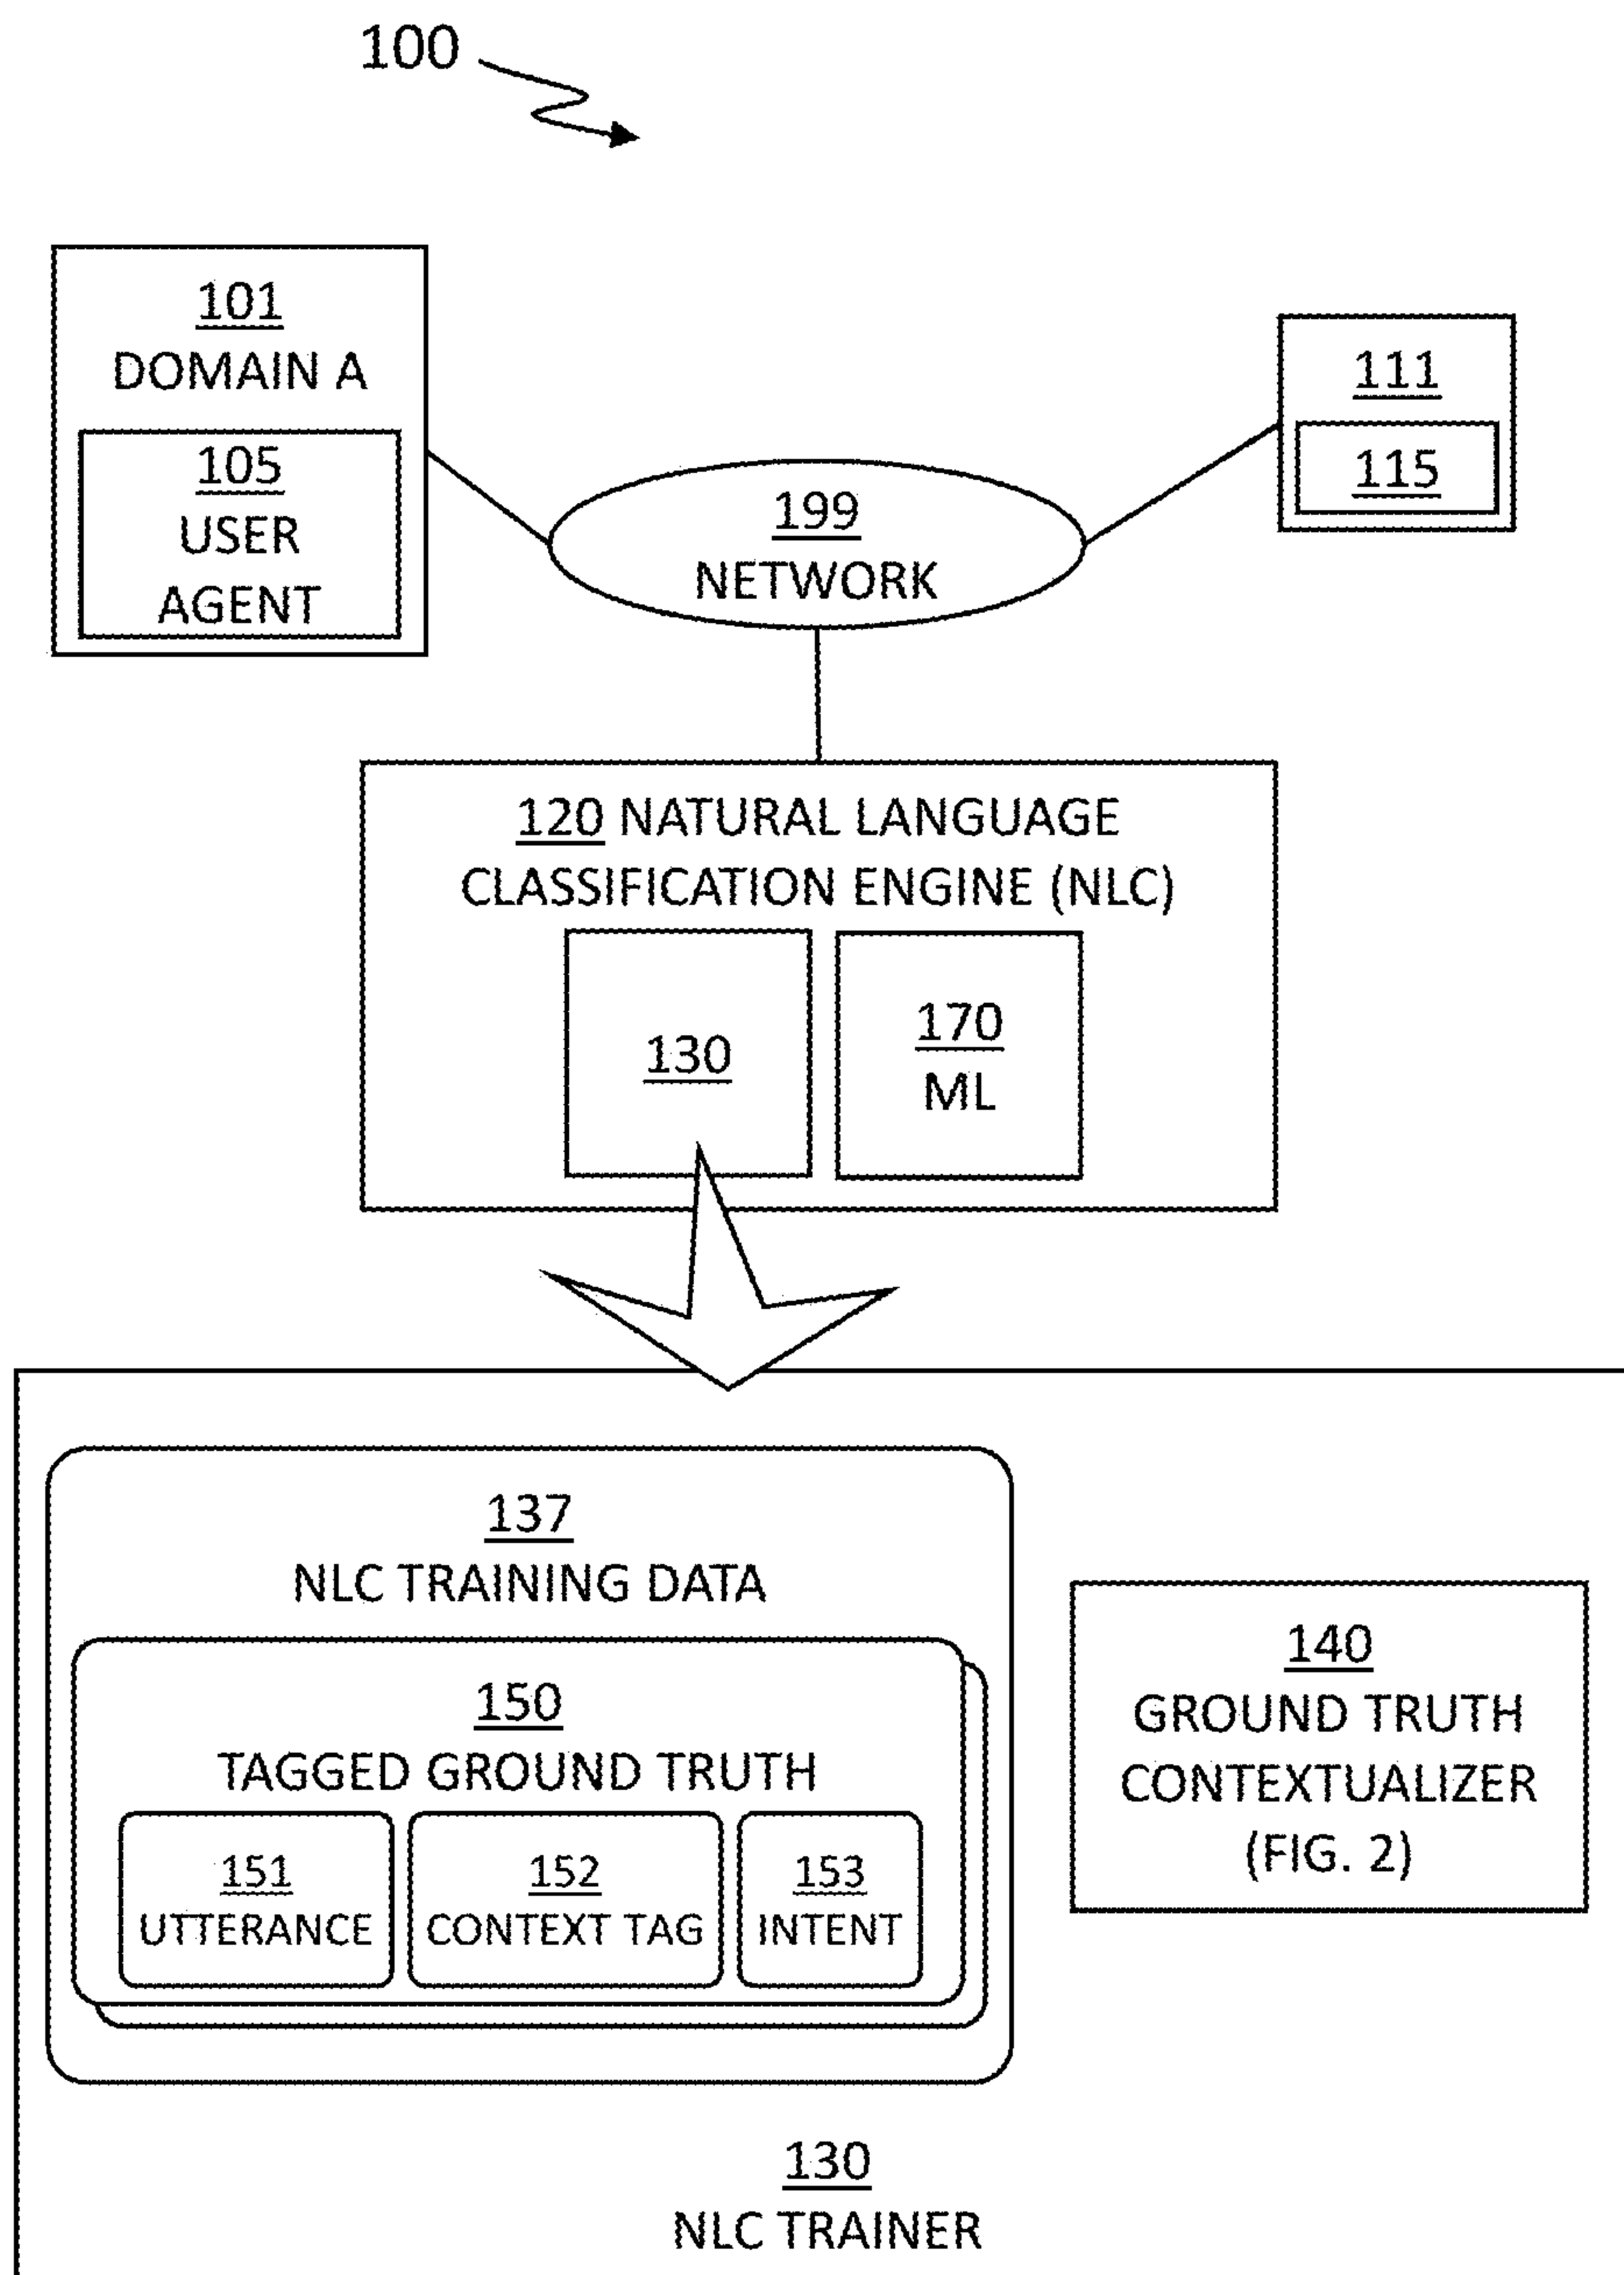 100
101
DOMAIN A
105
USER
AGENT
111
115
199
NETWORK
120 NATURAL LANGUAGE
CLASSIFICATION ENGINE (NLC)
130
170
ML
137
NLC TRAINING DATA
150
TAGGED GROUND TRUTH
151
UTTERANCE
152
CONTEXT TAG
153
INTENT
140
GROUND TRUTH
CONTEXTUALIZER
(FIG. 2)
130
NLC TRAINER